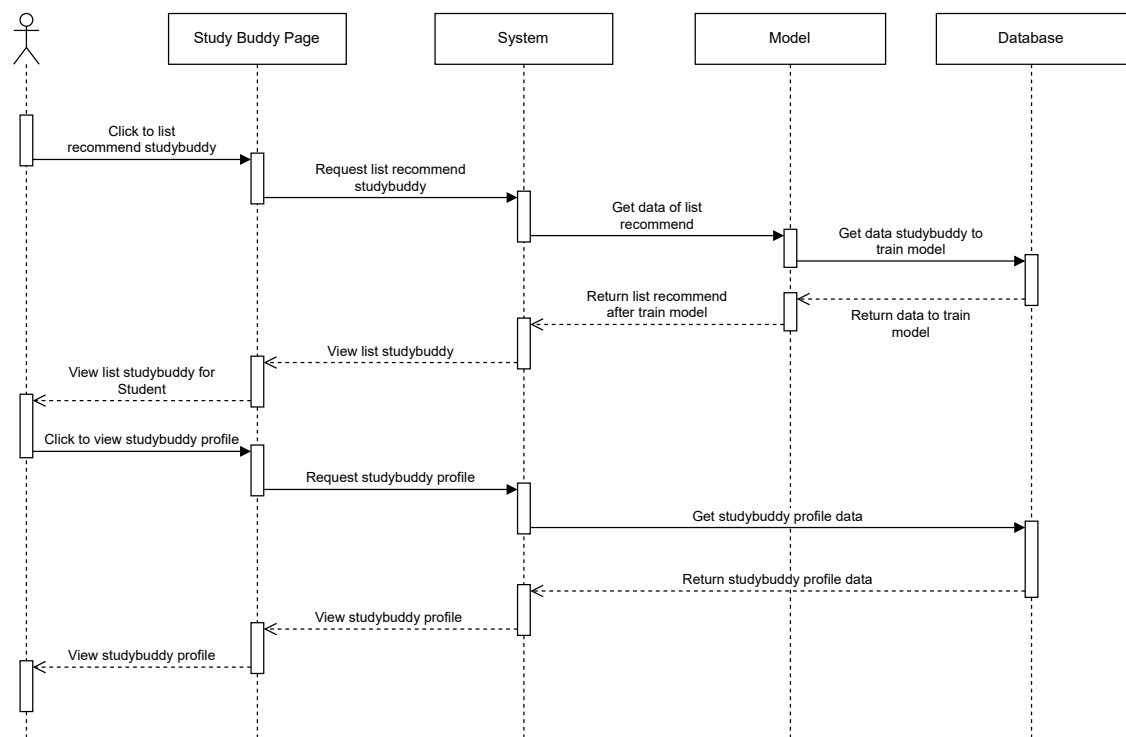 Study Buddy Page
System
Model
Database
Click to list
recommend studybuddy
Request list recommend
studybuddy
Get data of list
recommend
Get data studybuddy to
train model
Return data to train
model
Return list recommend
after train model
View list studybuddy
View list studybuddy for
Student
Click to view studybuddy profile
Request studybuddy profile
Get studybuddy profile data
Return studybuddy profile data
View studybuddy profile
View studybuddy profile